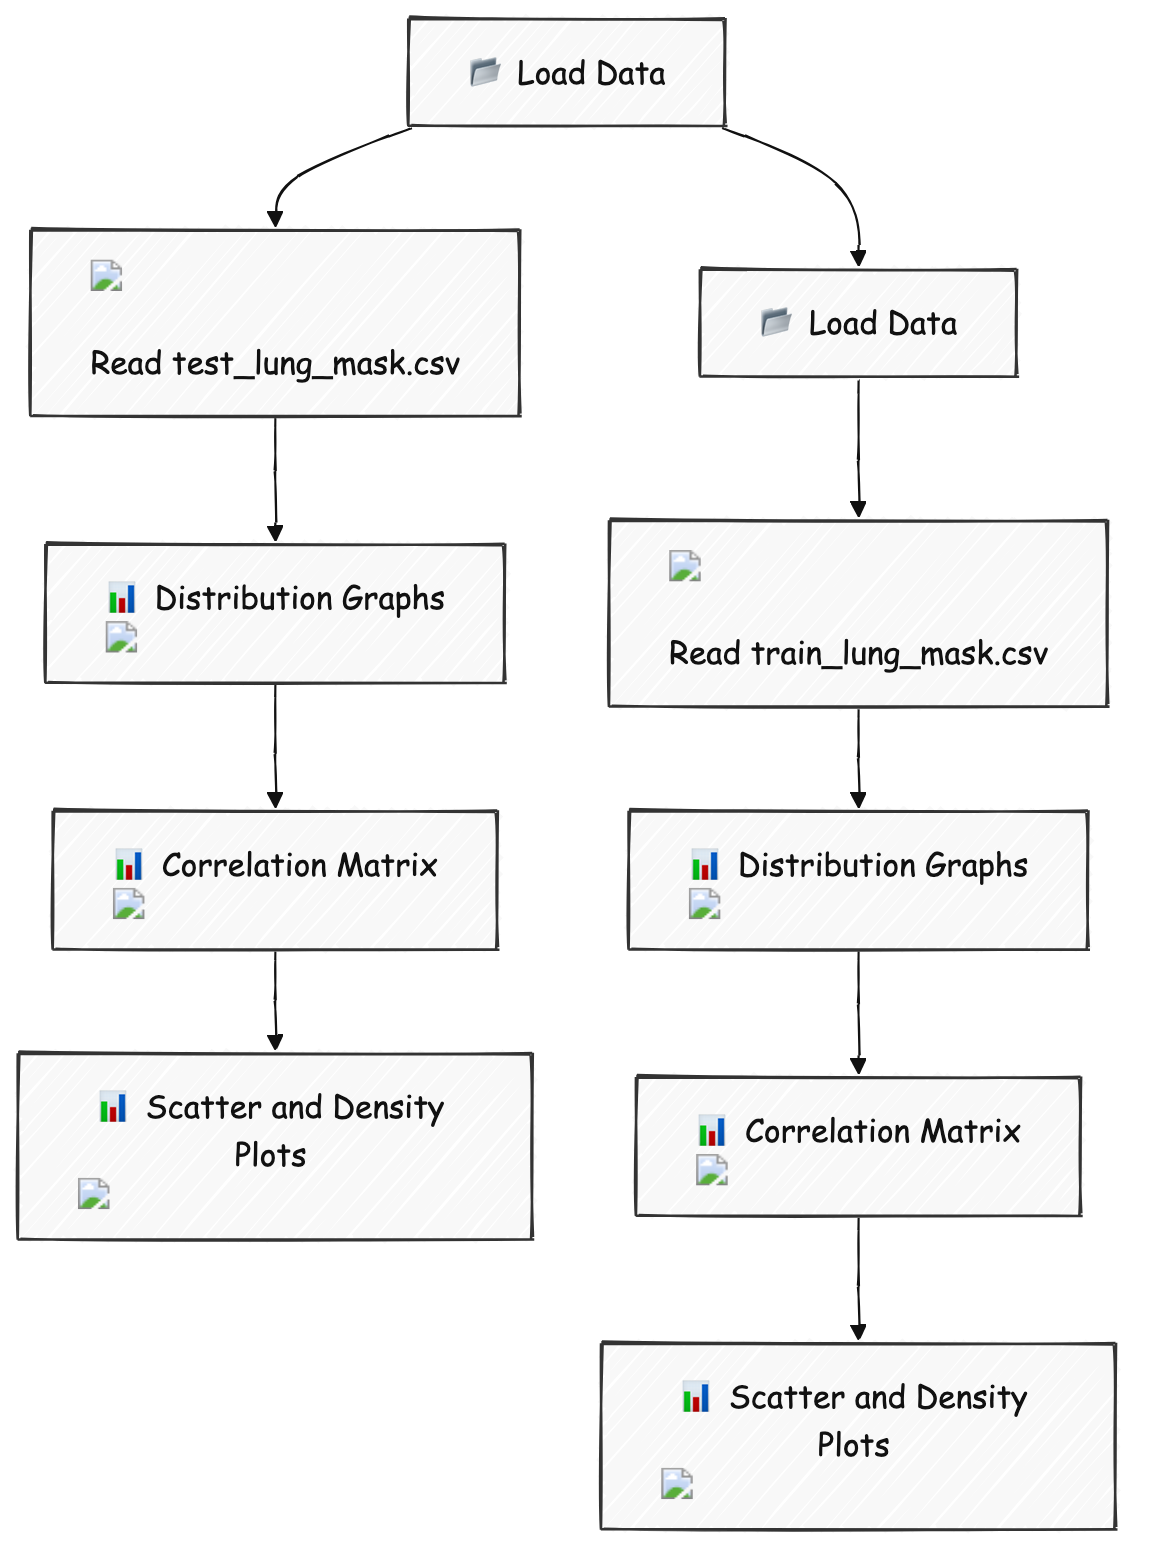 Load Data
Read test_lung_mask.csv
Distribution Graphs
Correlation Matrix
Scatter and Density
Plots
Load Data
Read train_lung_mask.csv
Distribution Graphs
Correlation Matrix
Scatter and Density
Plots